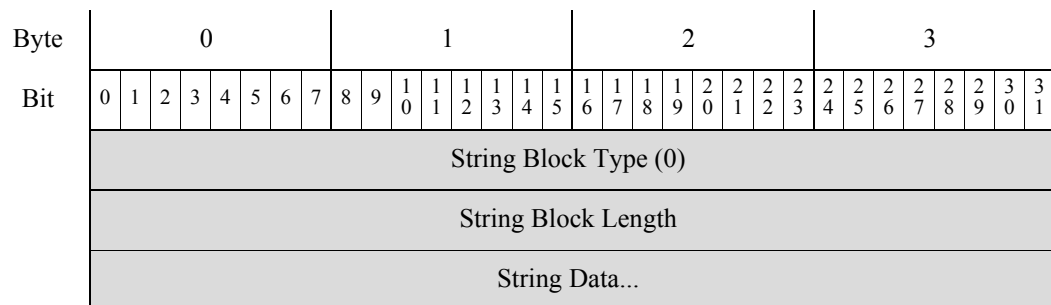 Byte 0 1 2 3
Bit 0 1 2 3 4 5 6 7 8 9 10 11 12 13 14 15 16 17 18 19 20 21 22 23 24 25 26 27 28 29 30 31
String Block Type (0)
String Block Length
String Data...